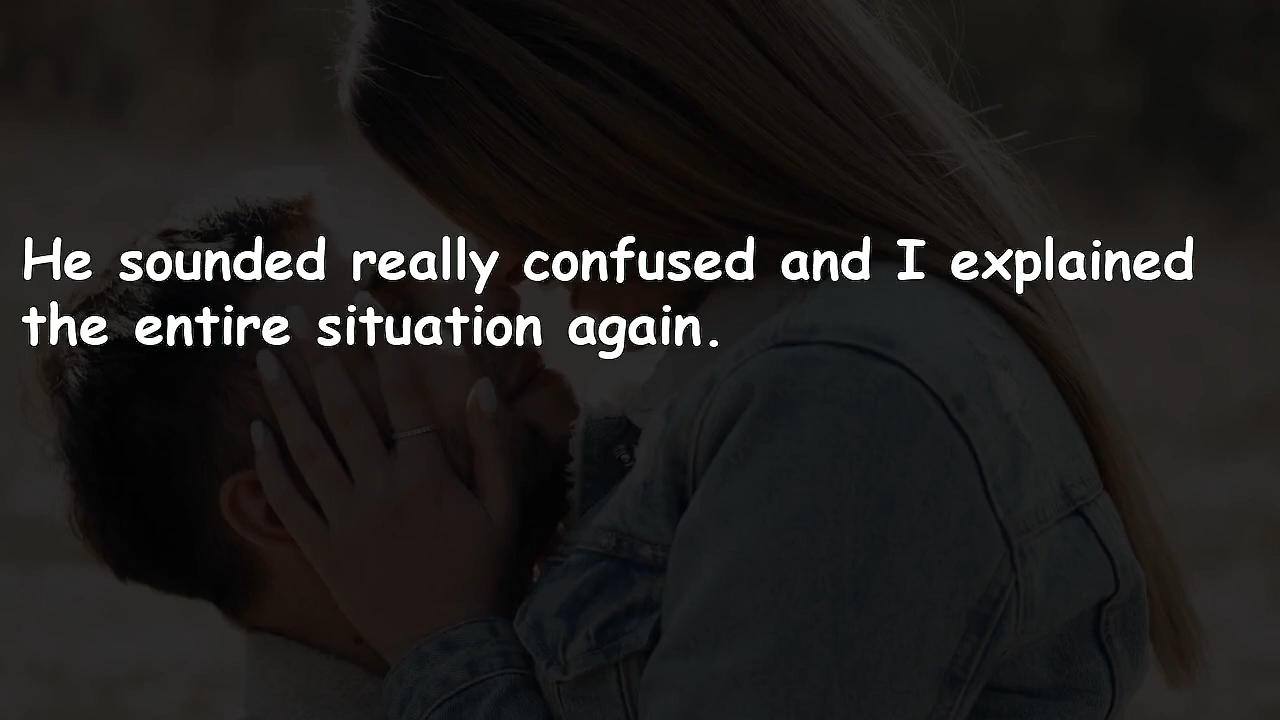 He sounded really confused and I explained
the entire situation again.